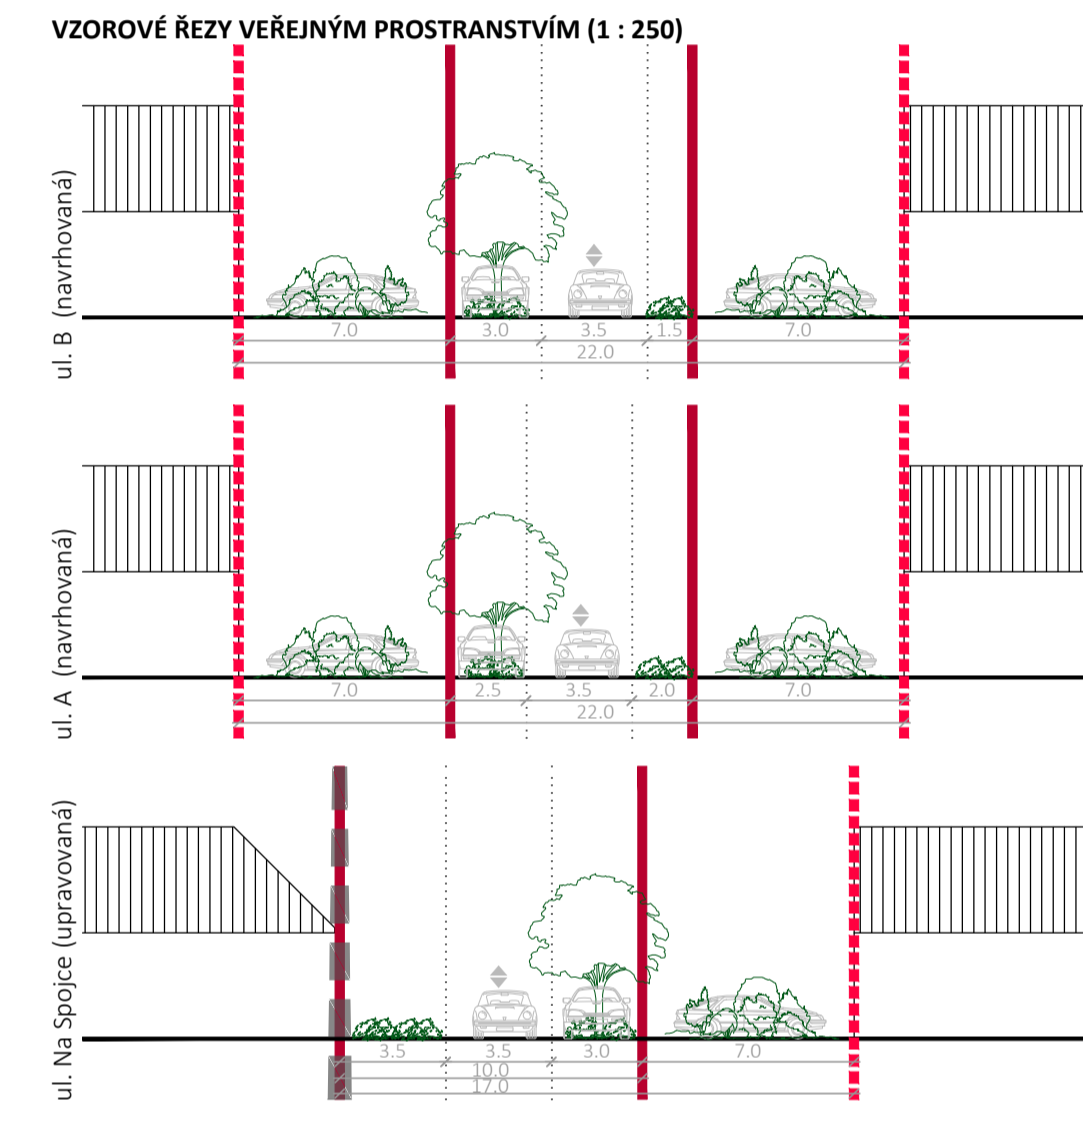 VZOROVÉ ŘEZY VEŘEJNÝM PROSTRANSTVÍM (1 : 250)
ul. B (navrhovaná)
7.0 3.0 3.5 1.5 7.0
22.0
ul. A (navrhovaná)
7.0 2.5 3.5 2.0 7.0
22.0
ul. Na Spojce (upravovaná)
3.5 3.5 3.0 7.0
10.0
17.0